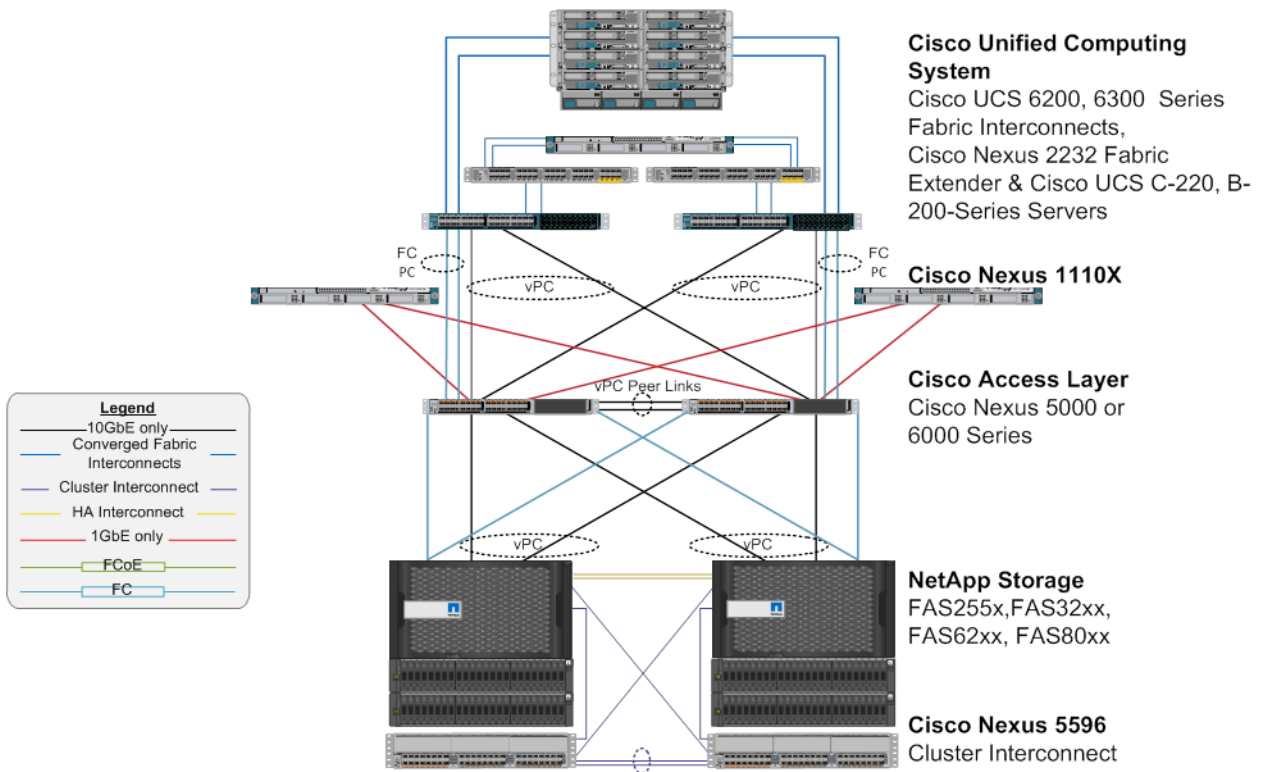 Cisco Unified Computing
System
Cisco UCS 6200, 6300 Series
Fabric Interconnects,
Cisco Nexus 2232 Fabric
Extender & Cisco UCS C-220, B-
200-Series Servers
FC
PC
vPC
vPC
FC
PC
Cisco Nexus 1110X
vPC Peer Links
Cisco Access Layer
Cisco Nexus 5000 or
6000 Series
Legend
10GbE only
Converged Fabric
Interconnects
Cluster Interconnect
HA Interconnect
1GbE only
FCoE
FC
vPC
vPC
NetApp Storage
FAS255x,FAS32xx,
FAS62xx, FAS80xx
Cisco Nexus 5596
Cluster Interconnect